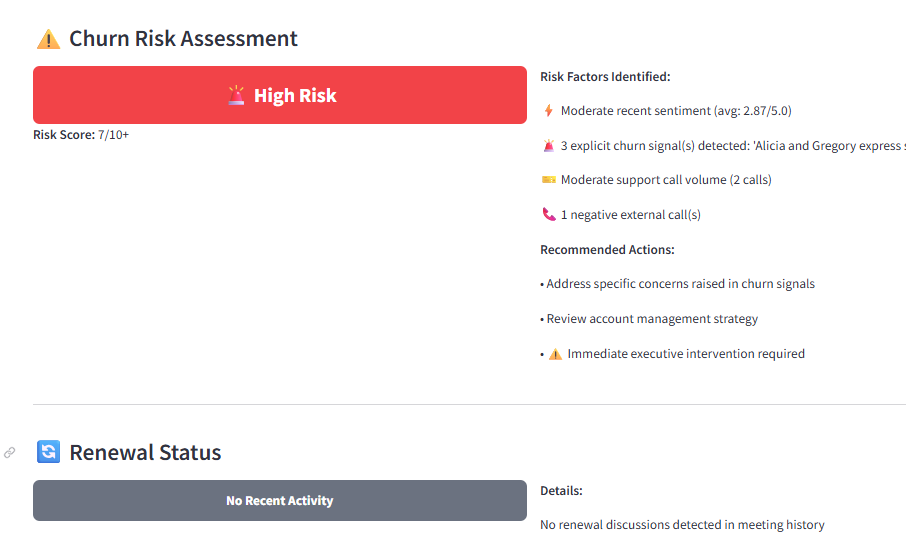 ⚠️ Churn Risk Assessment
🚨 High Risk
Risk Score: 7/10+
Risk Factors Identified:
⚡ Moderate recent sentiment (avg: 2.87/5.0)
🚨 3 explicit churn signal(s) detected: 'Alicia and Gregory express
🎫 Moderate support call volume (2 calls)
📞 1 negative external call(s)
Recommended Actions:
• Address specific concerns raised in churn signals
• Review account management strategy
• ⚠️ Immediate executive intervention required
🔄 Renewal Status
No Recent Activity
Details:
No renewal discussions detected in meeting history